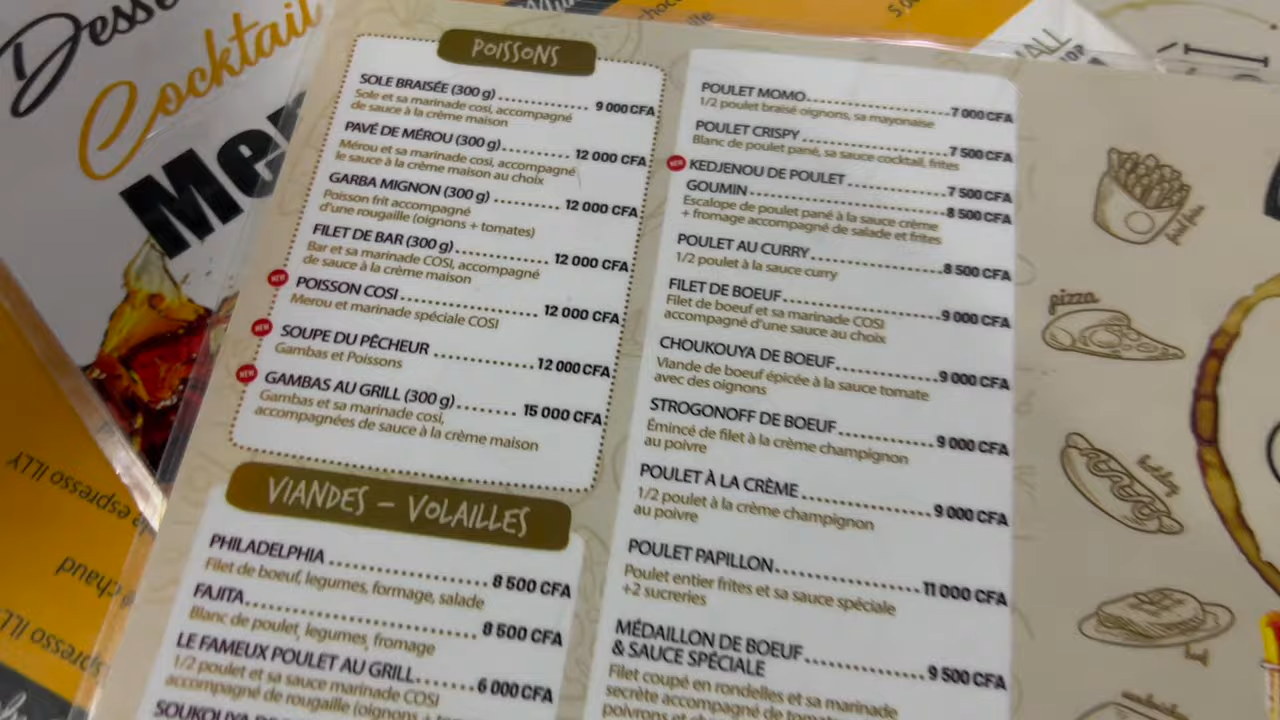 Cocktail
POISSONS
SOLE BRAISÉE (300 g) 9 000 CFA
Sole et sa marinade cosi, accompagné
de sauce à la crème maison
PAVÉ DE MÉROU (300 g) 12 000 CFA
Mérou et sa marinade cosi, accompagné
le sauce à la crème maison au choix
GARBA MIGNON (300 g) 12 000 CFA
Poisson frit accompagné
d'une rougaille (oignons + tomates)
FILET DE BAR (300 g) 12 000 CFA
Bar et sa marinade COSI, accompagné
de sauce à la crème maison
NEW POISSON COSI 12 000 CFA
Merou et marinade spéciale COSI
NEW SOUPE DU PÊCHEUR 12 000 CFA
Gambas et Poissons
NEW GAMBAS AU GRILL (300 g) 15 000 CFA
Gambas et sa marinade cosi,
accompagnées de sauce à la crème maison
VIANDES – VOLAILLES
PHILADELPHIA 8 500 CFA
Filet de boeuf, legumes, formage, salade
FAJITA 8 500 CFA
Blanc de poulet, legumes, fromage
LE FAMEUX POULET AU GRILL 6 000 CFA
1/2 poulet et sa sauce marinade COSI
accompagné de rougaille (oignons +
POULET MOMO 7 000 CFA
1/2 poulet braisé oignons, sa mayonaise
POULET CRISPY 7 500 CFA
Blanc de poulet pané, sa sauce cocktail, frites
NEW KEDJENOU DE POULET 7 500 CFA
GOUMIN 8 500 CFA
Escalope de poulet pané à la sauce crème
+ fromage accompagné de salade et frites
POULET AU CURRY 8 500 CFA
1/2 poulet à la sauce curry
FILET DE BOEUF 9 000 CFA
Filet de boeuf et sa marinade COSI
accompagné d'une sauce au choix
CHOUKOUYA DE BOEUF 9 000 CFA
Viande de boeuf épicée à la sauce tomate
avec des oignons
STROGONOFF DE BOEUF 9 000 CFA
Émincé de filet à la crème champignon
au poivre
POULET À LA CRÈME 9 000 CFA
1/2 poulet à la crème champignon
au poivre
POULET PAPILLON 11 000 CFA
Poulet entier frites et sa sauce spéciale
+2 sucreries
MÉDAILLON DE BOEUF
& SAUCE SPÉCIALE 9 500 CFA
Filet coupé en rondelles et sa marinade
secrète accompagné de
poivrons et
pizza
espresso ILLY